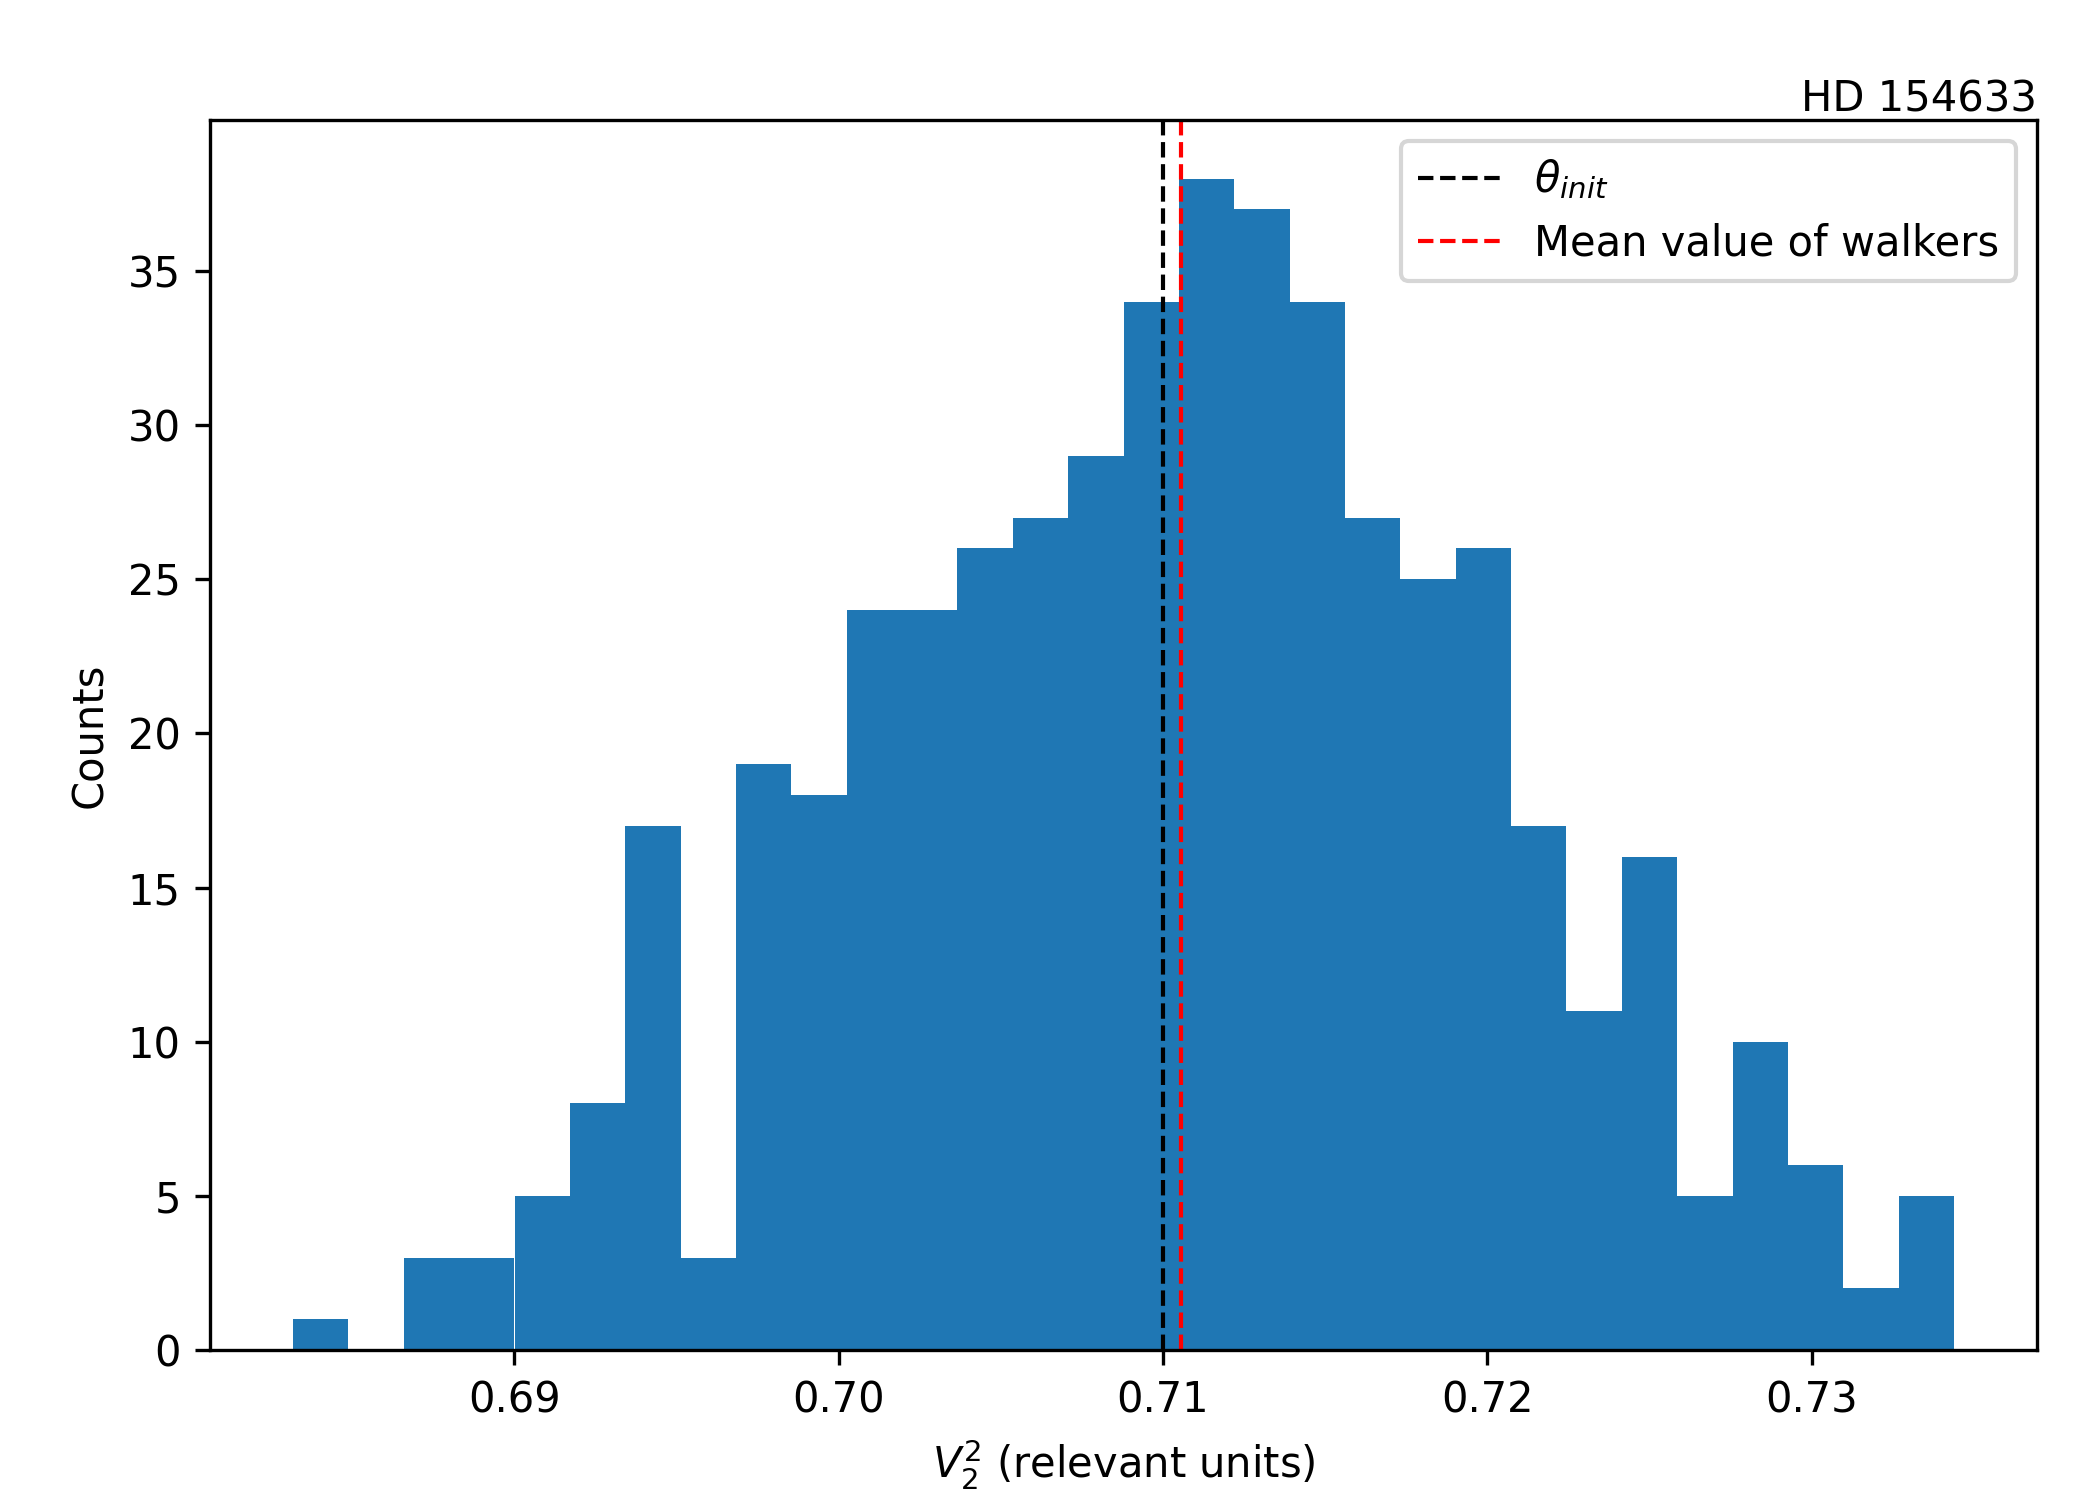 HD 154633
θ_init
Mean value of walkers
35
30
25
20
15
10
5
0
Counts
0.69 0.70 0.71 0.72 0.73
V₂² (relevant units)